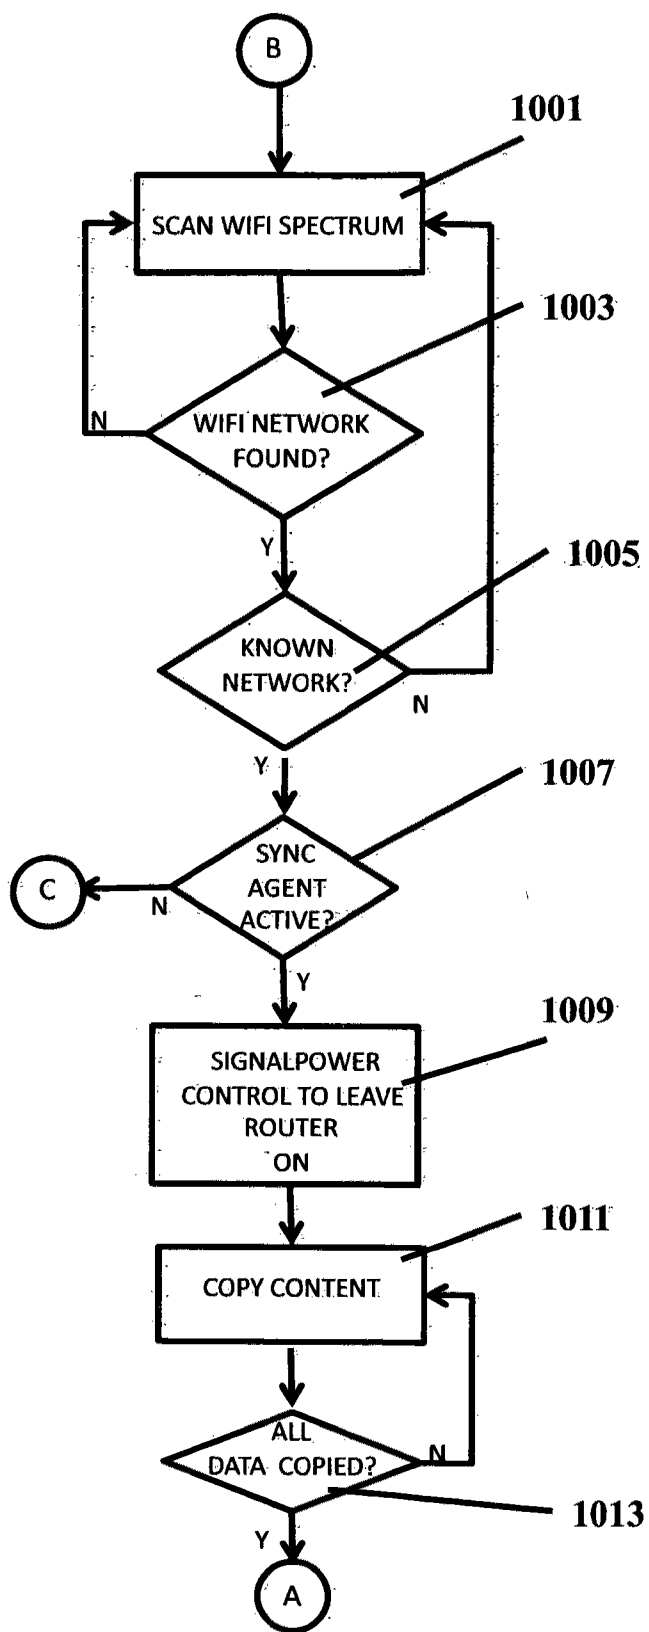 B
1001
SCAN WIFI SPECTRUM
1003
WIFI NETWORK
FOUND?
N
Y
1005
KNOWN
NETWORK?
N
Y
1007
SYNC
AGENT
ACTIVE?
C
N
Y
1009
SIGNALPOWER
CONTROL TO LEAVE
ROUTER
ON
1011
COPY CONTENT
ALL
DATA COPIED?
N
1013
Y
A